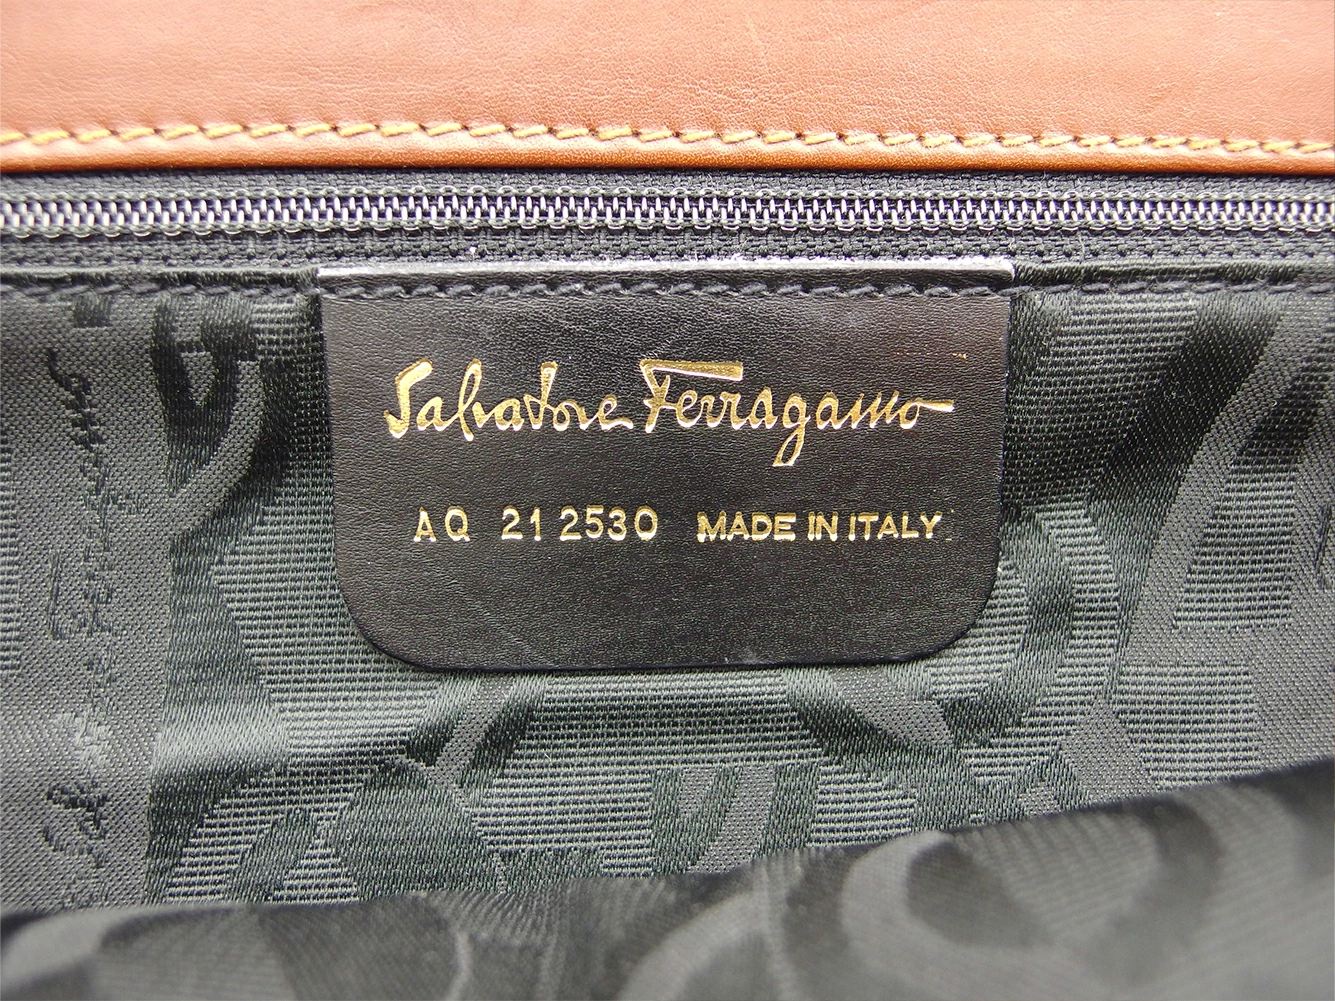 Salvatore Ferragamo
AQ 21 2530 MADE IN ITALY